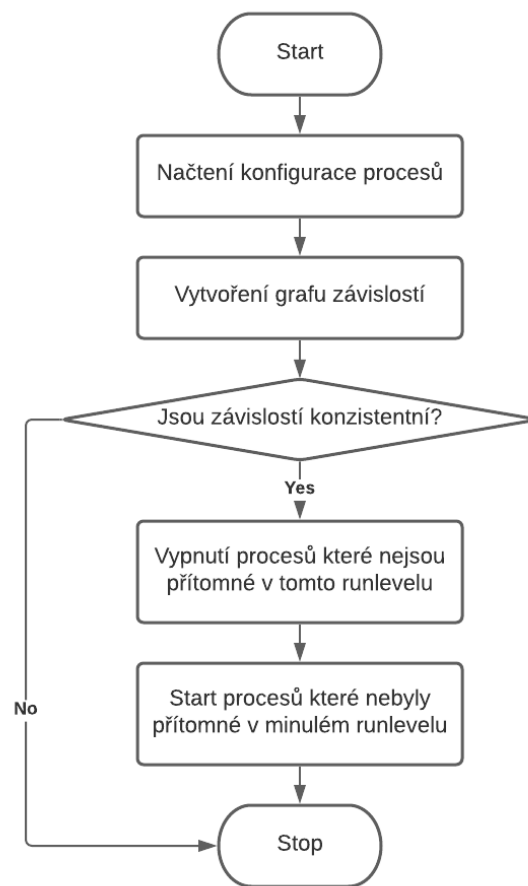 Start
Načtení konfigurace procesů
Vytvoření grafu závislostí
Jsou závislostí konzistentní?
Yes
Vypnutí procesů které nejsou
přítomné v tomto runlevelu
Start procesů které nebyly
přítomné v minulém runlevelu
No
Stop